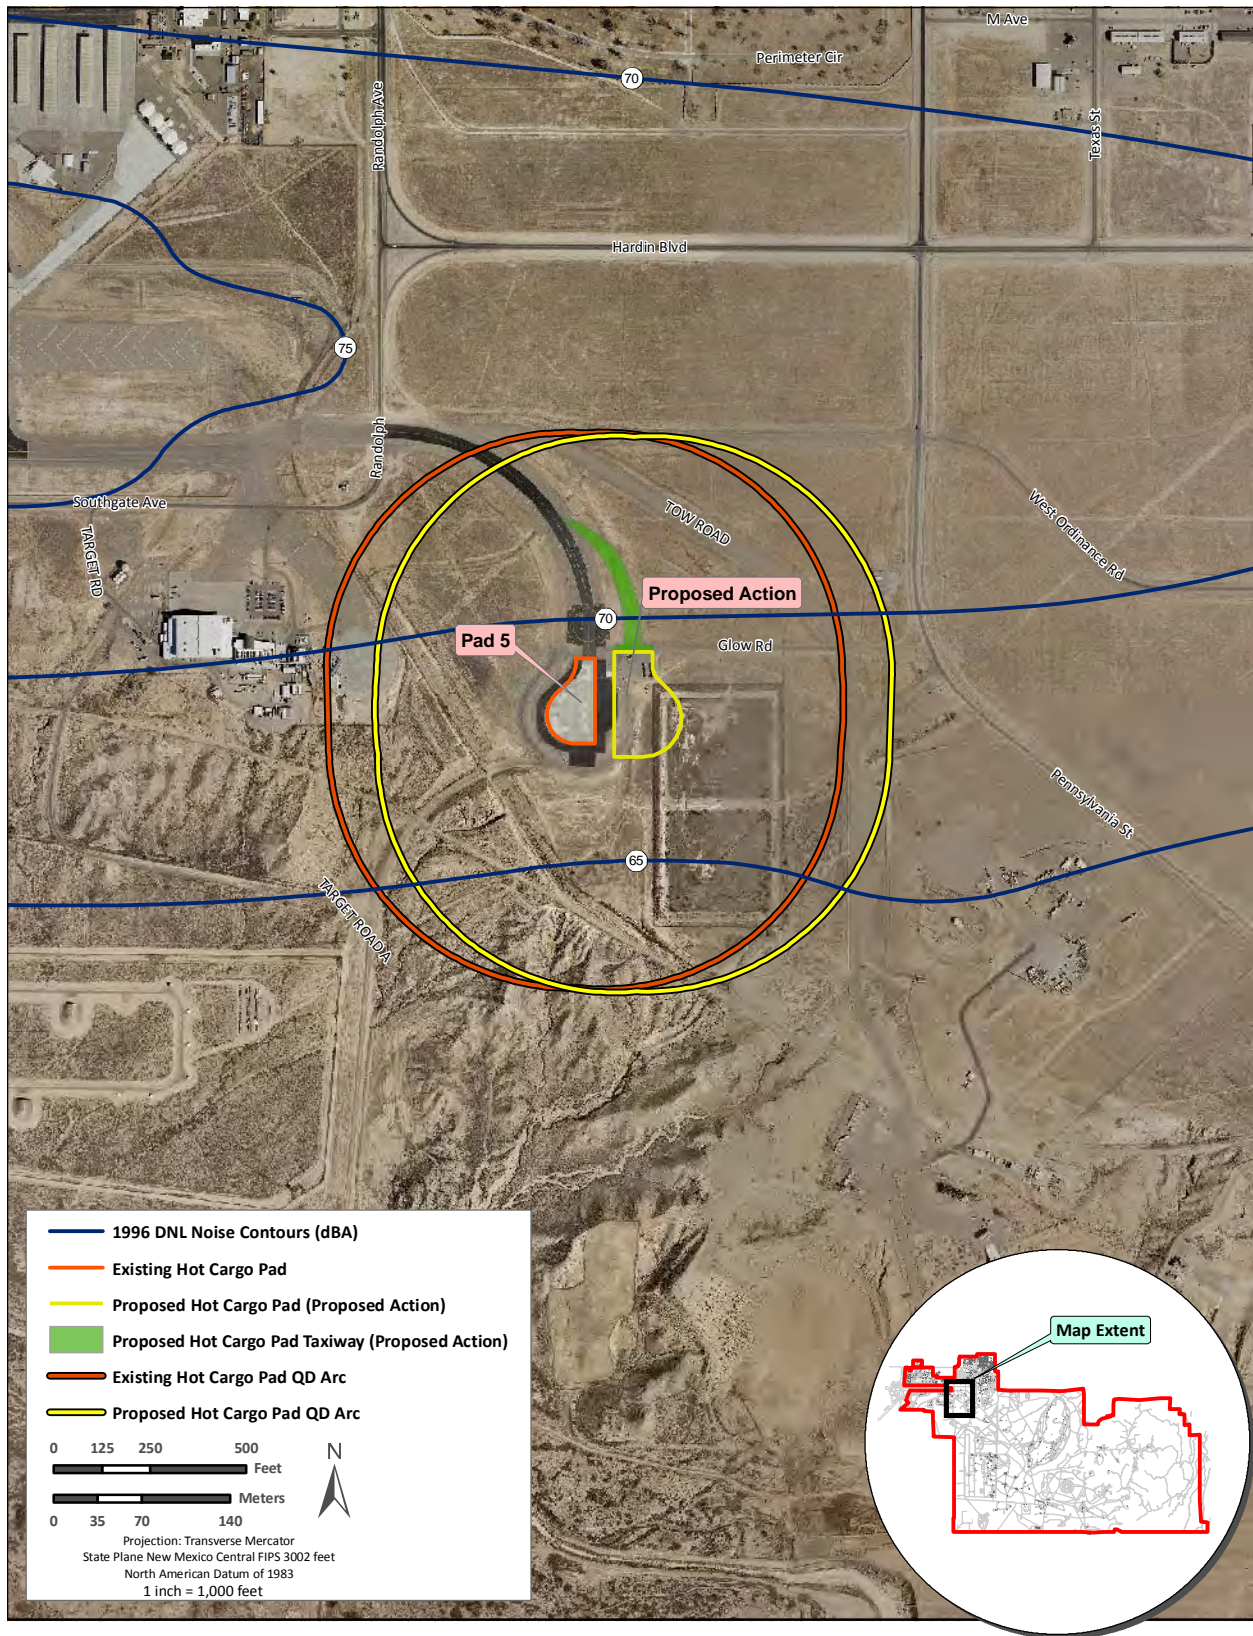 M Ave
Perimeter Cir
70
Randolph Ave
Texas St
Hardin Blvd
75
Randolph
Southgate Ave
TARGET RD
TOW ROAD
West Ordinance Rd
Proposed Action
70
Pad 5
Glow Rd
Pennsylvania St
65
TARGET ROAD A
1996 DNL Noise Contours (dBA)
Existing Hot Cargo Pad
Proposed Hot Cargo Pad (Proposed Action)
Proposed Hot Cargo Pad Taxiway (Proposed Action)
Existing Hot Cargo Pad QD Arc
Proposed Hot Cargo Pad QD Arc
0 125 250 500
Feet
N
Meters
0 35 70 140
Projection: Transverse Mercator
State Plane New Mexico Central FIPS 3002 feet
North American Datum of 1983
1 inch = 1,000 feet
Map Extent